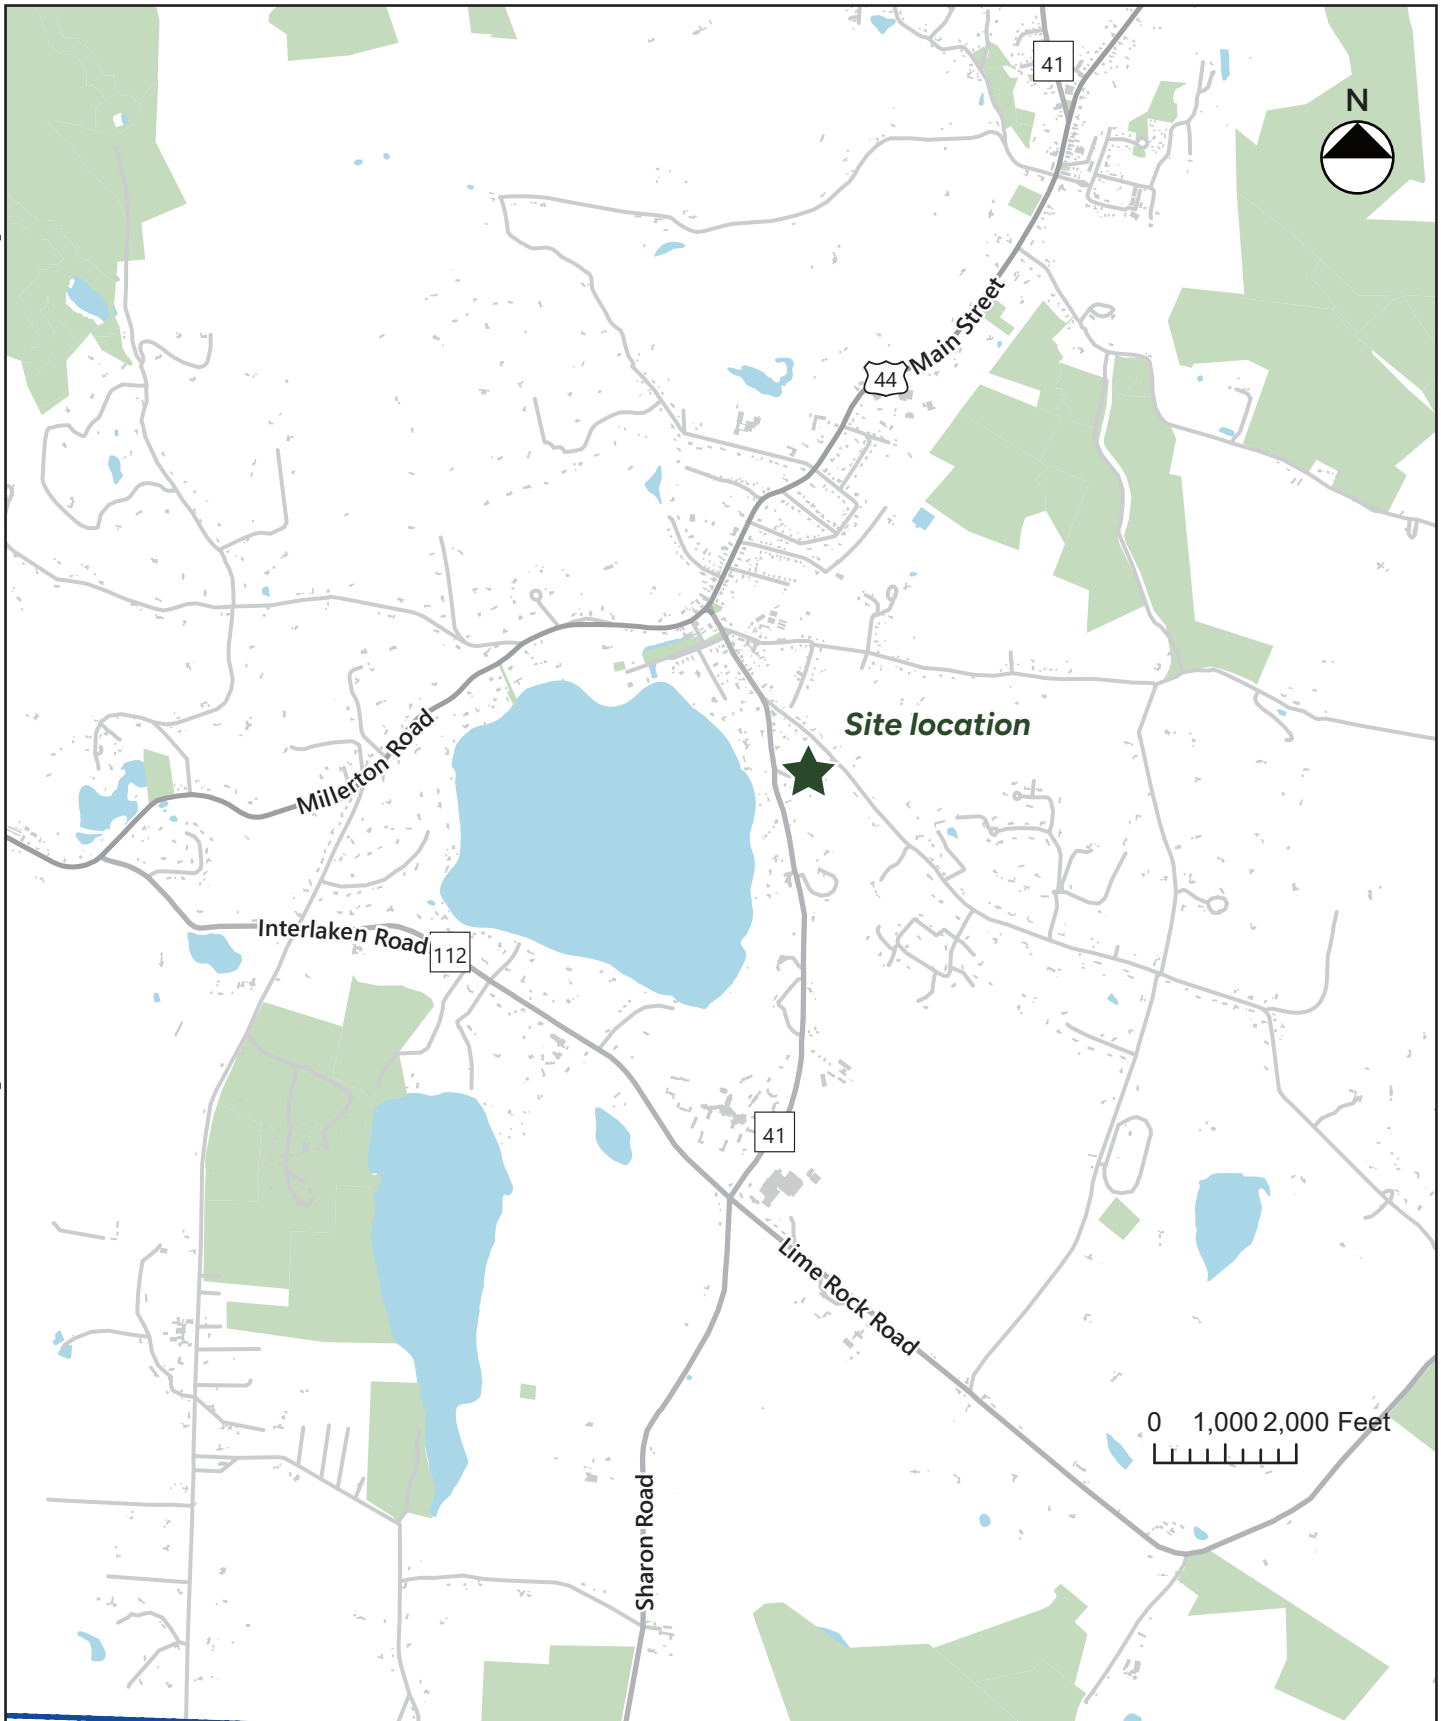 41
N
Main Street
44
Site location
Millerton Road
Interlaken Road
112
41
Lime Rock Road
0 1,000 2,000 Feet
Sharon Road